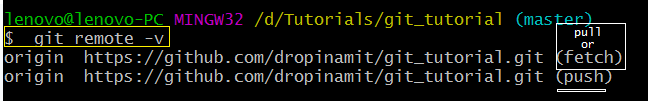 lenovo@lenovo-PC MINGW32 /d/Tutorials/git_tutorial (master)
$ git remote -v
pull
or
origin https://github.com/dropinamit/git_tutorial.git (fetch)
origin https://github.com/dropinamit/git_tutorial.git (push)